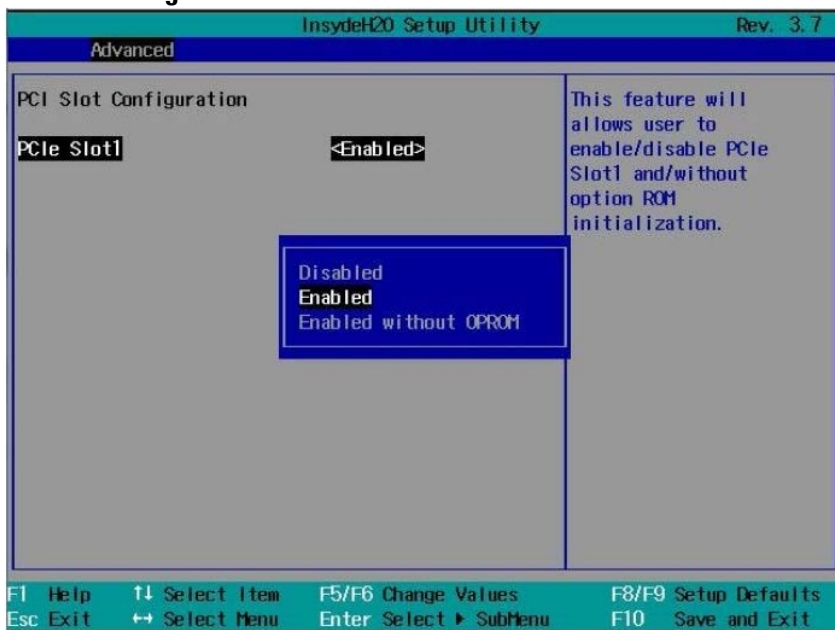 InsydeH2O Setup Utility Rev. 3.7
Advanced
PCI Slot Configuration
PCIe Slot1 <Enabled>
This feature will
allows user to
enable/disable PCIe
Slot1 and/without
option ROM
initialization.
Disabled
Enabled
Enabled without OPROM
F1 Help ↑↓ Select Item F5/F6 Change Values F8/F9 Setup Defaults
Esc Exit ↔ Select Menu Enter Select ▶ SubMenu F10 Save and Exit